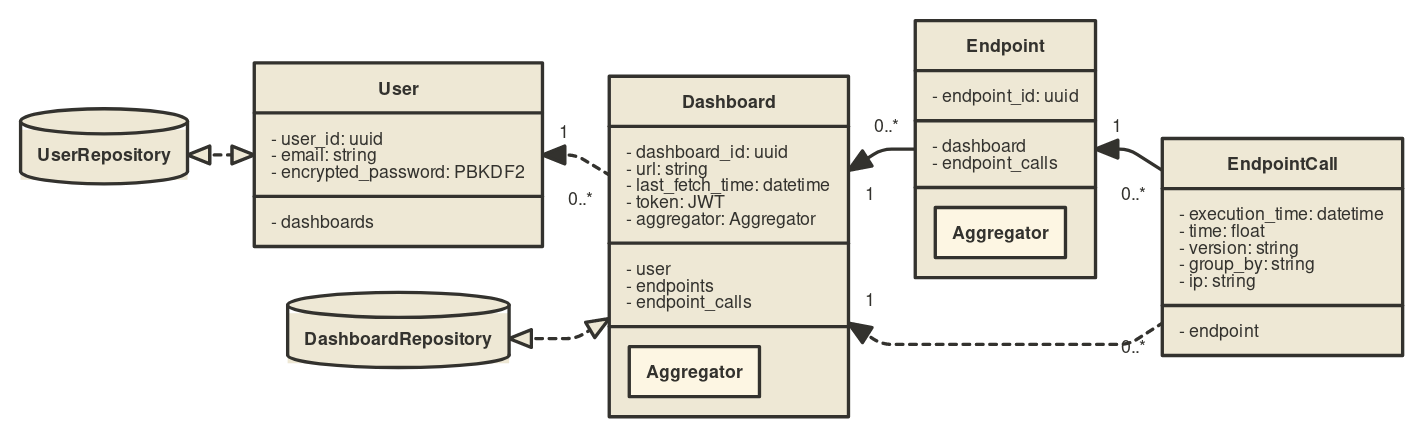 UserRepository
User
- user_id: uuid
- email: string
- encrypted_password: PBKDF2
- dashboards
1
0..*
DashboardRepository
Dashboard
- dashboard_id: uuid
- url: string
- last_fetch_time: datetime
- token: JWT
- aggregator: Aggregator
- user
- endpoints
- endpoint_calls
Aggregator
0..*
1
1
0..*
Endpoint
- endpoint_id: uuid
- dashboard
- endpoint_calls
Aggregator
1
0..*
EndpointCall
- execution_time: datetime
- time: float
- version: string
- group_by: string
- ip: string
- endpoint